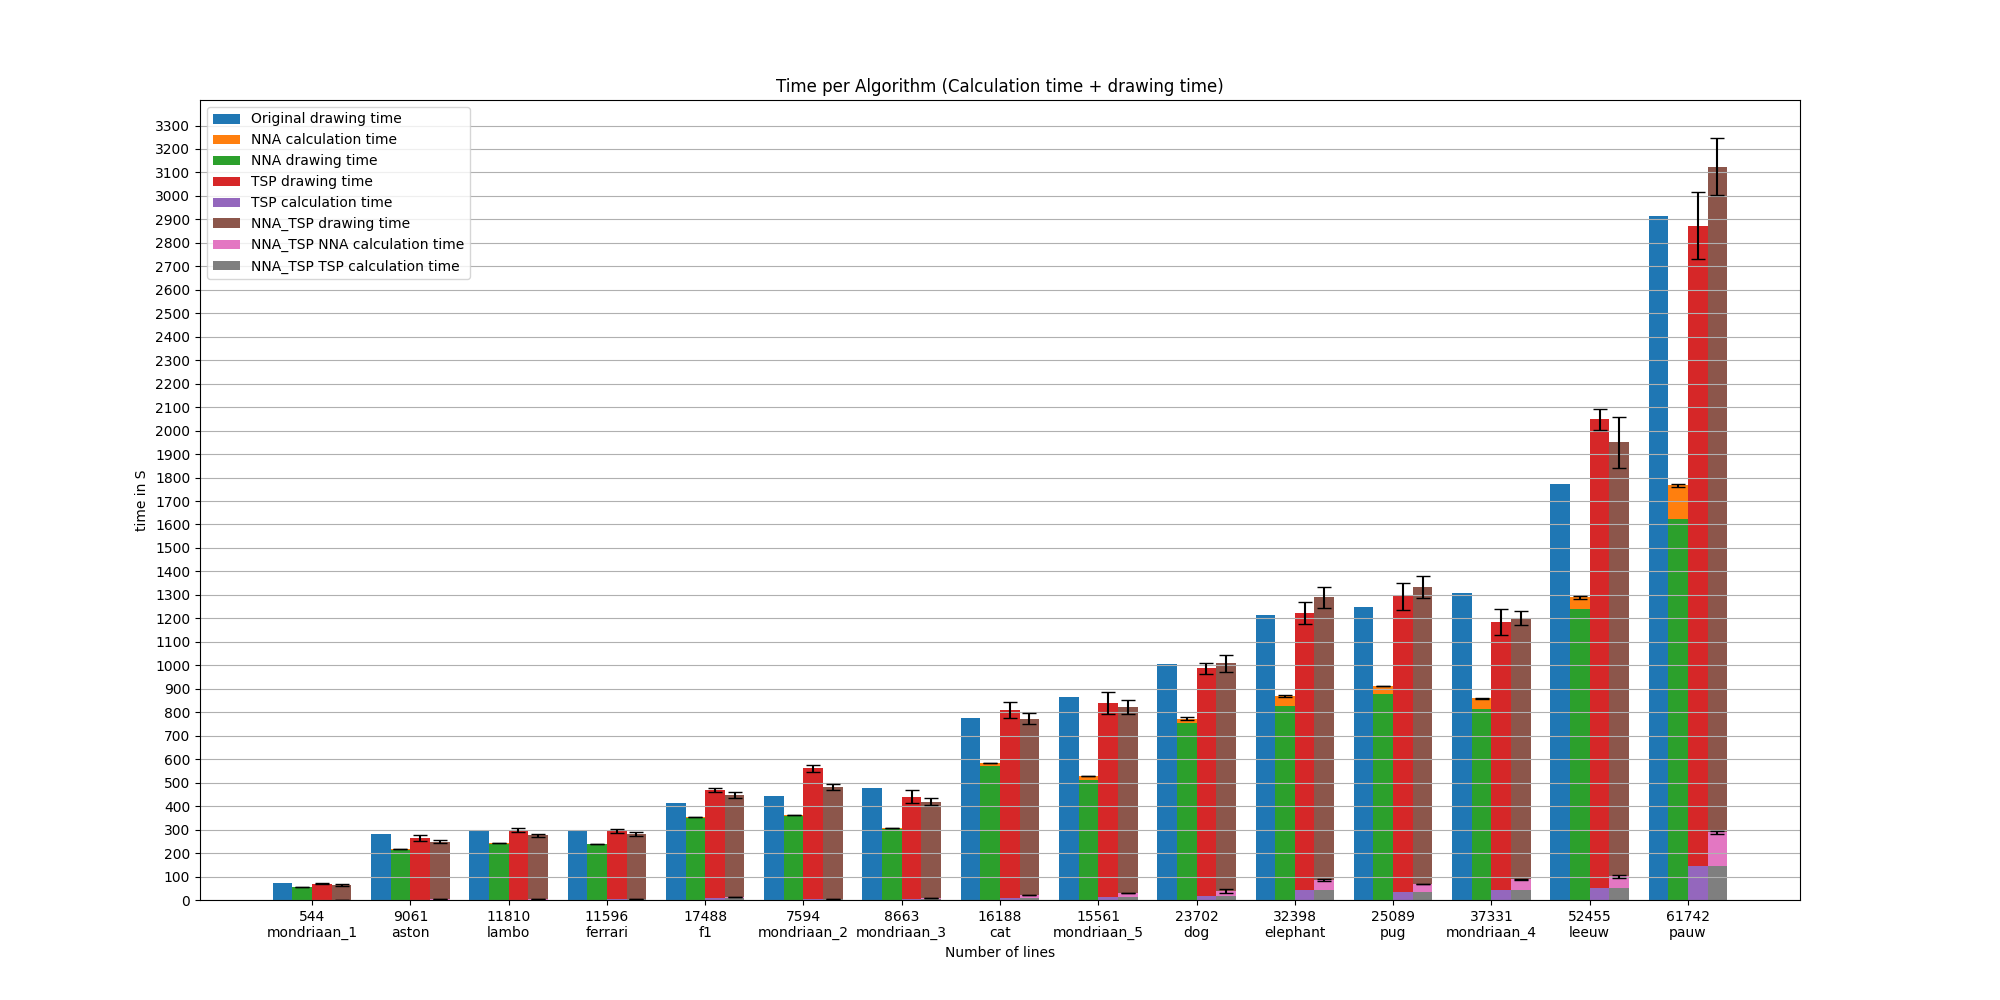 Time per Algorithm (Calculation time + drawing time)
Original drawing time
NNA calculation time
NNA drawing time
TSP drawing time
TSP calculation time
NNA_TSP drawing time
NNA_TSP NNA calculation time
NNA_TSP TSP calculation time
3300
3200
3100
3000
2900
2800
2700
2600
2500
2400
2300
2200
2100
2000
1900
1800
1700
1600
1500
1400
1300
1200
1100
1000
900
800
700
600
500
400
300
200
100
0
time in S
544 9061 11810 11596 17488 7594 8663 16188 15561 23702 32398 25089 37331 52455 61742
mondriaan_1 aston lambo ferrari f1 mondriaan_2 mondriaan_3 cat mondriaan_5 dog elephant pug mondriaan_4 leeuw pauw
Number of lines